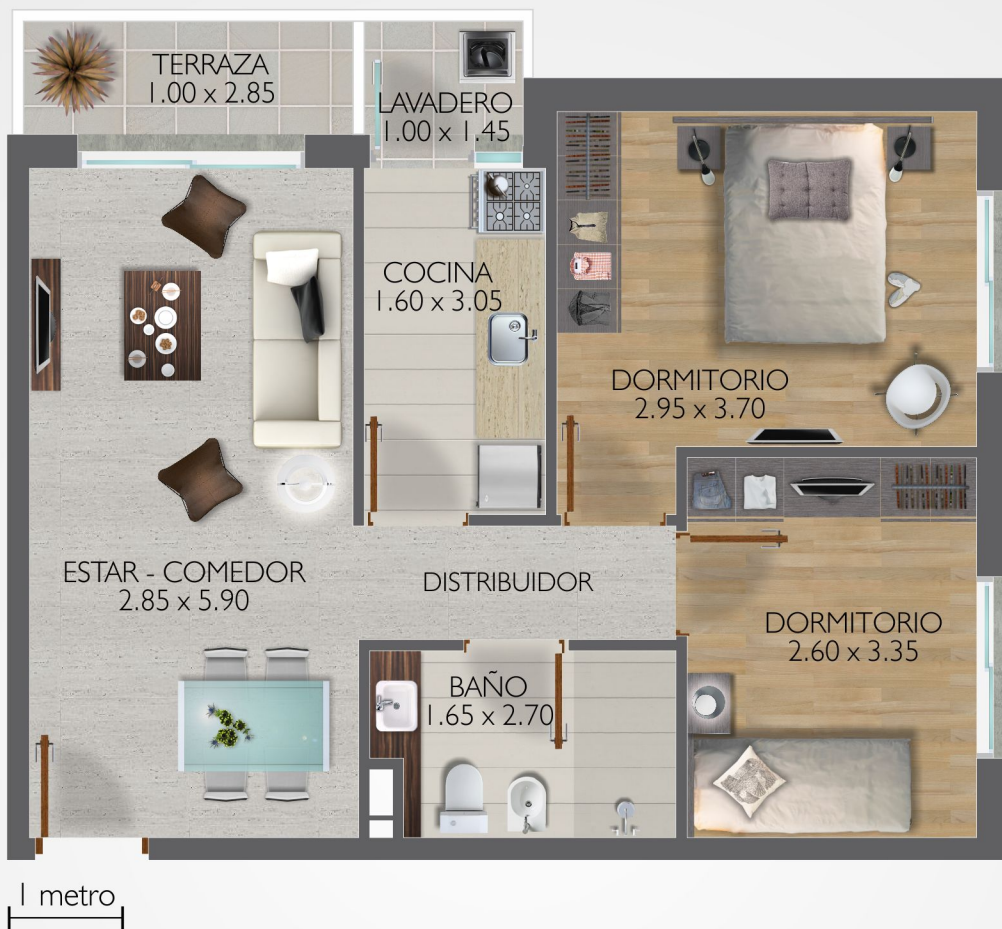 TERRAZA
1.00 x 2.85
LAVADERO
1.00 x 1.45
COCINA
1.60 x 3.05
DORMITORIO
2.95 x 3.70
ESTAR - COMEDOR
2.85 x 5.90
DISTRIBUIDOR
DORMITORIO
2.60 x 3.35
BAÑO
1.65 x 2.70
1 metro